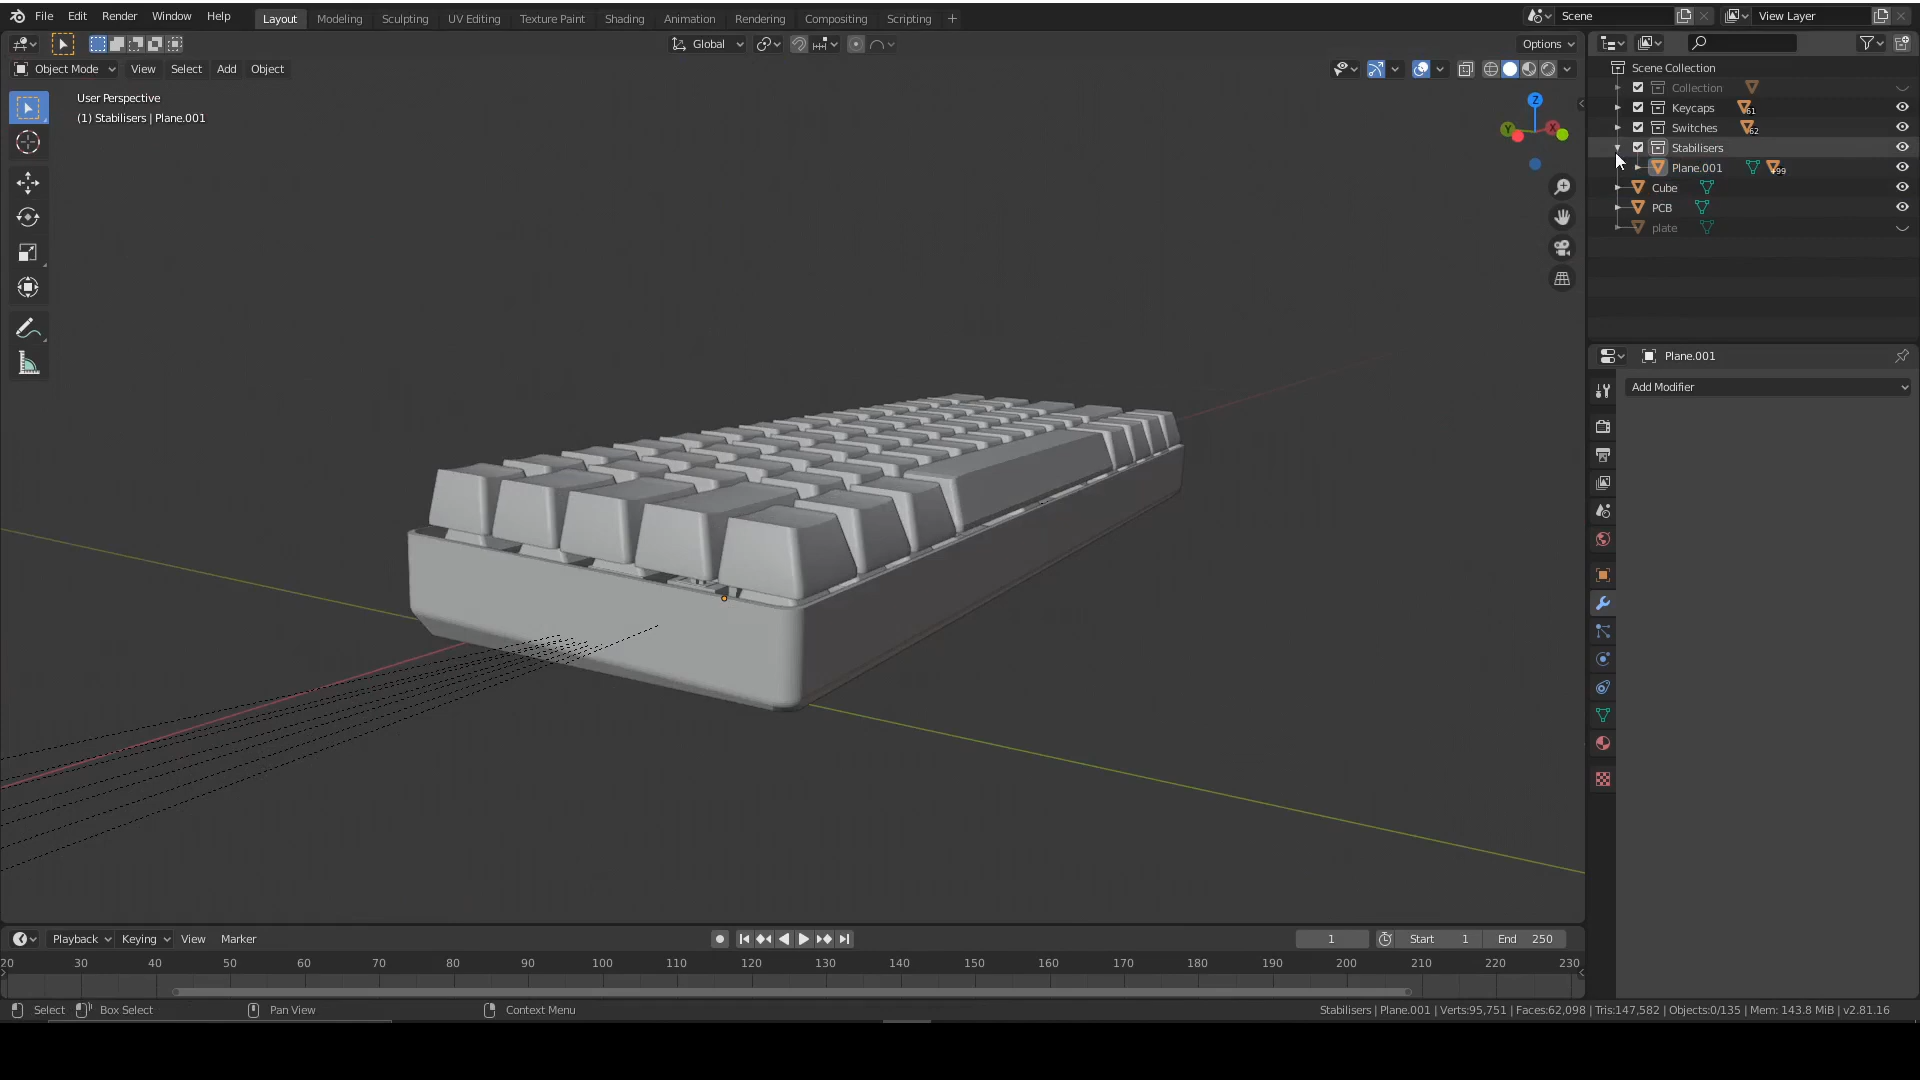 File Edit Render Window Help
Layout Modeling Sculpting UV Editing Texture Paint Shading Animation Rendering Compositing Scripting +
Scene
View Layer
Global
Options
Object Mode View Select Add Object
User Perspective
(1) Stabilisers | Plane.001
Z
Y
X
Scene Collection
Collection
Keycaps 61
Switches 62
Stabilisers
Plane.001 +99
Cube
PCB
plate
Plane.001
Add Modifier
Playback Keying View Marker
1 Start 1 End 250
20 30 40 50 60 70 80 90 100 110 120 130 140 150 160 170 180 190 200 210 220 230
Select Box Select Pan View Context Menu
Stabilisers | Plane.001 | Verts:95,751 | Faces:62,098 | Tris:147,582 | Objects:0/135 | Mem: 143.8 MiB | v2.81.16